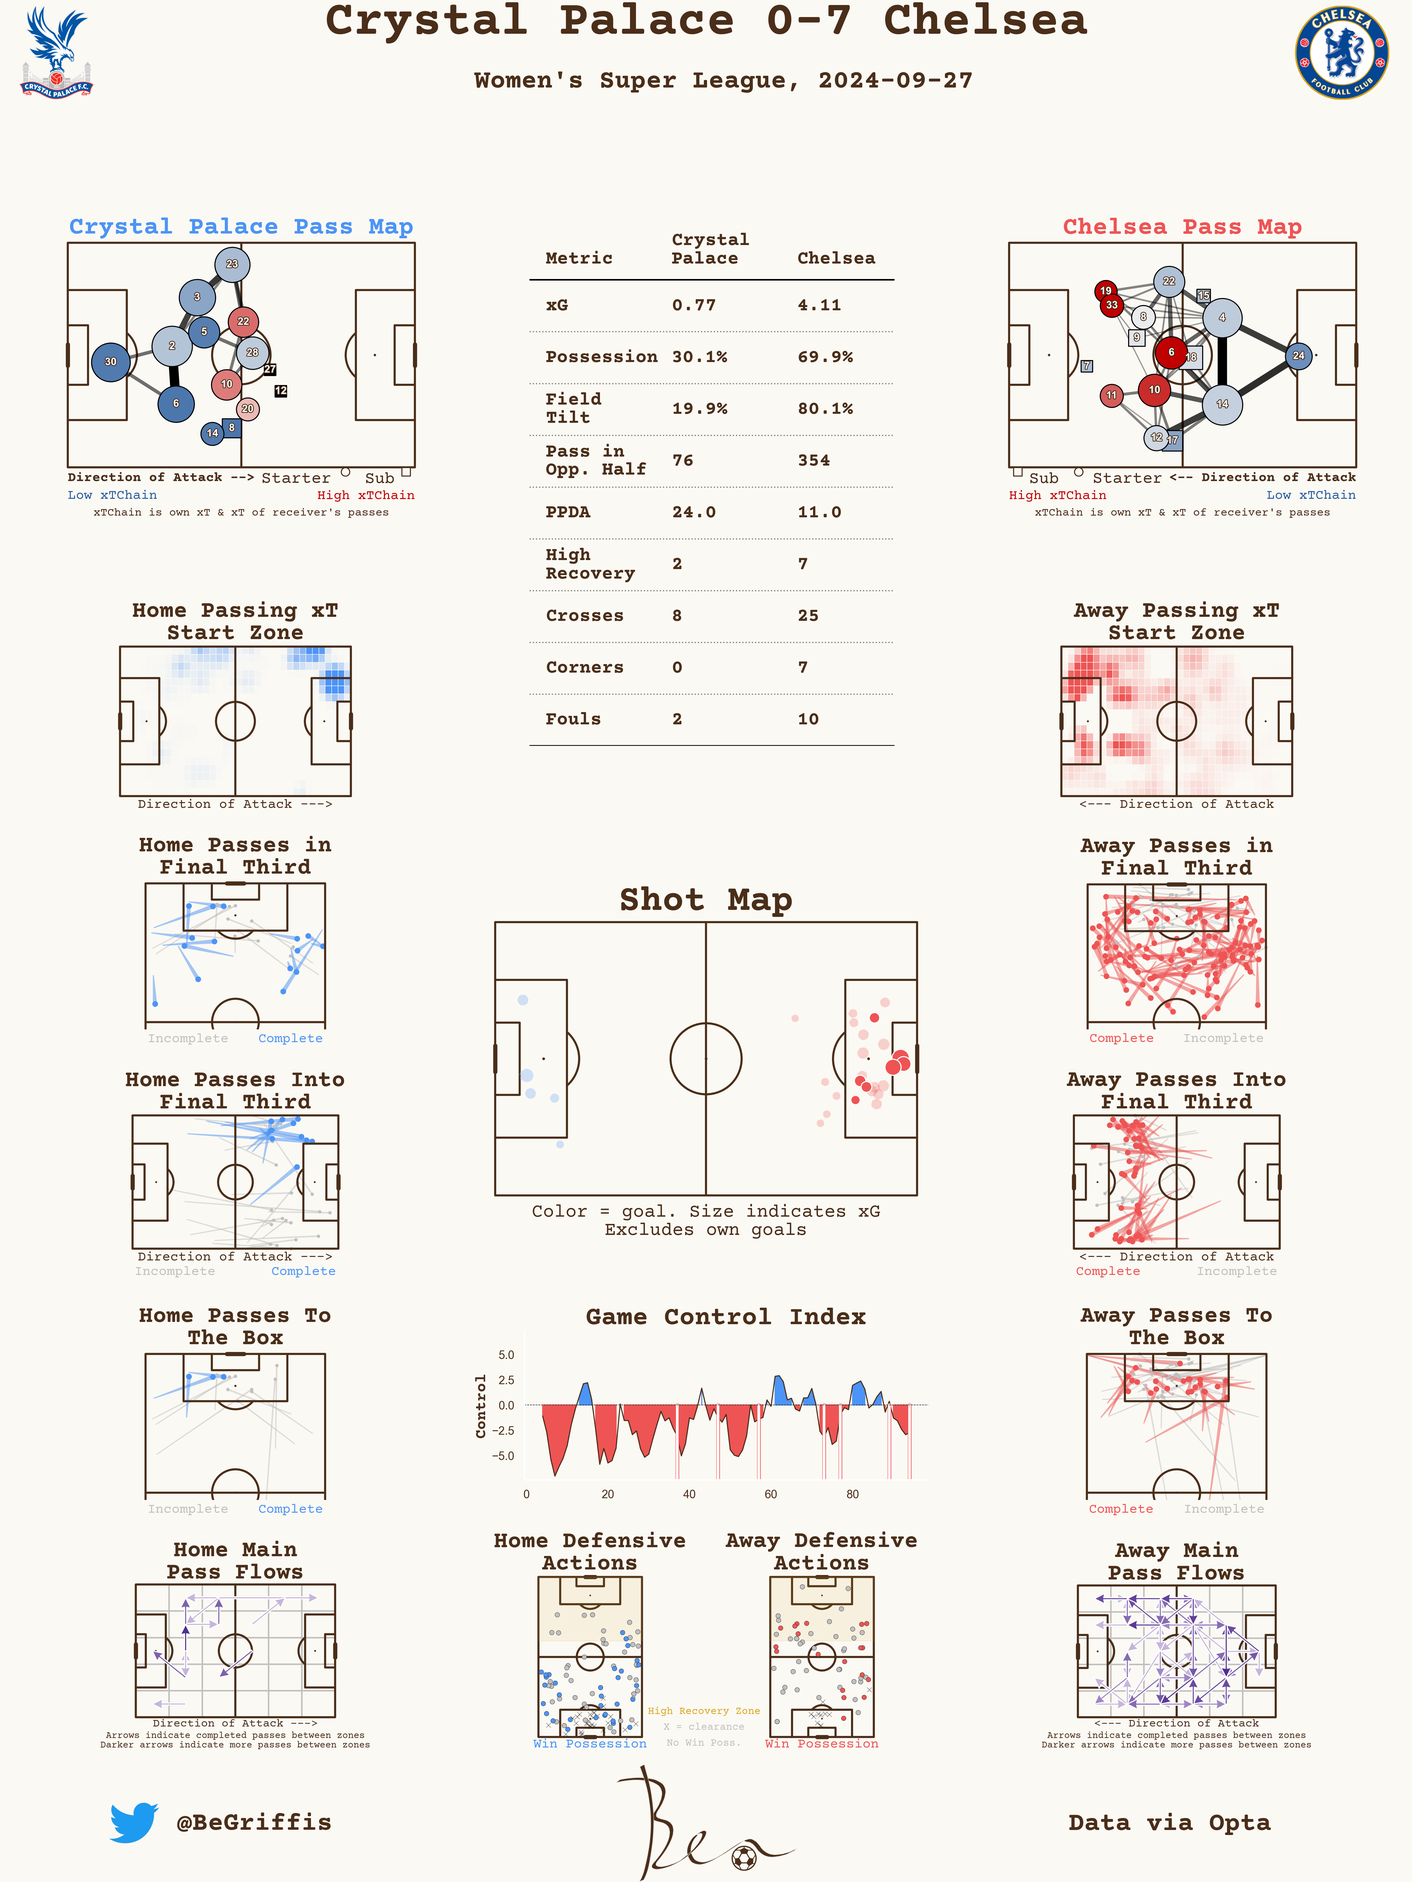 Crystal Palace 0-7 Chelsea
Women's Super League, 2024-09-27
CRYSTAL PALACE F.C.
CHELSEA
FOOTBALL CLUB
Crystal Palace Pass Map
23
3
22
5
2
28
30
27
10
12
6
20
8
14
Direction of Attack --> Starter Sub
Low xTChain High xTChain
xTChain is own xT & xT of receiver's passes
Metric Crystal Palace Chelsea
xG 0.77 4.11
Possession 30.1% 69.9%
Field Tilt 19.9% 80.1%
Pass in Opp. Half 76 354
PPDA 24.0 11.0
High Recovery 2 7
Crosses 8 25
Corners 0 7
Fouls 2 10
Chelsea Pass Map
22
19
15
33
8
4
9
6
18
24
7
11
10
14
12
17
Sub Starter <-- Direction of Attack
High xTChain Low xTChain
xTChain is own xT & xT of receiver's passes
Home Passing xT
Start Zone
Direction of Attack --->
Away Passing xT
Start Zone
<--- Direction of Attack
Home Passes in
Final Third
Incomplete Complete
Away Passes in
Final Third
Complete Incomplete
Shot Map
Color = goal. Size indicates xG
Excludes own goals
Home Passes Into
Final Third
Direction of Attack --->
Incomplete Complete
Away Passes Into
Final Third
<--- Direction of Attack
Complete Incomplete
Home Passes To
The Box
Incomplete Complete
Game Control Index
Control
5.0
2.5
0.0
−2.5
−5.0
0 20 40 60 80
Away Passes To
The Box
Complete Incomplete
Home Main
Pass Flows
Direction of Attack --->
Arrows indicate completed passes between zones
Darker arrows indicate more passes between zones
Home Defensive
Actions
Win Possession
High Recovery Zone
X = clearance
No Win Poss.
Away Defensive
Actions
Win Possession
Away Main
Pass Flows
<--- Direction of Attack
Arrows indicate completed passes between zones
Darker arrows indicate more passes between zones
@BeGriffis
Ben
Data via Opta